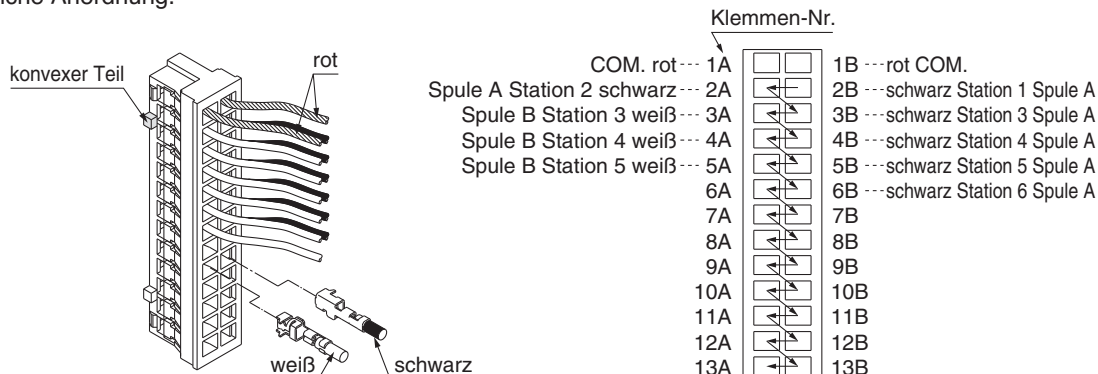 Anordnung.
konvexer Teil
rot
weiß
schwarz
Klemmen-Nr.
COM. rot --- 1A 1B --- rot COM.
Spule A Station 2 schwarz --- 2A 2B --- schwarz Station 1 Spule A
Spule B Station 3 weiß --- 3A 3B --- schwarz Station 3 Spule A
Spule B Station 4 weiß --- 4A 4B --- schwarz Station 4 Spule A
Spule B Station 5 weiß --- 5A 5B --- schwarz Station 5 Spule A
6A 6B --- schwarz Station 6 Spule A
7A 7B
8A 8B
9A 9B
10A 10B
11A 11B
12A 12B
13A 13B